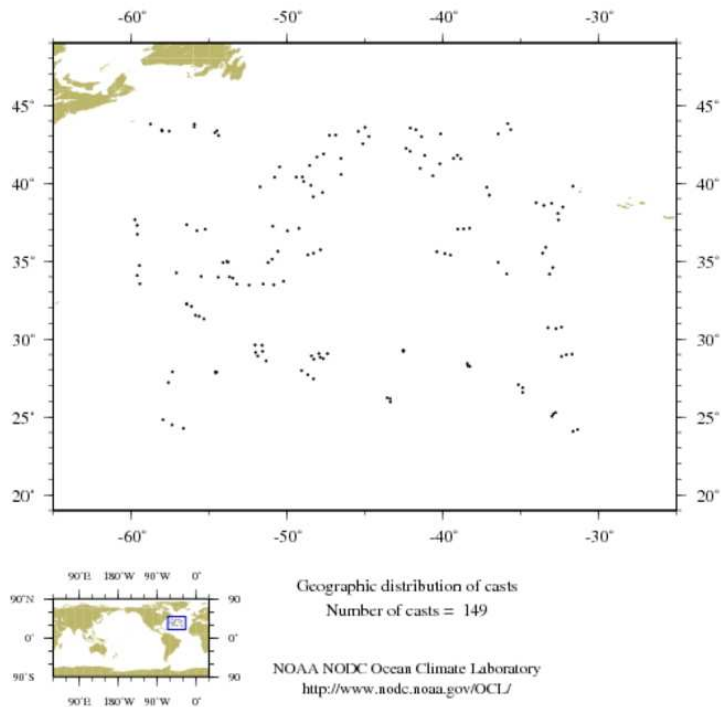 -60° -50° -40° -30°
45° 45°
40° 40°
35° 35°
30° 30°
25° 25°
20° 20°
-60° -50° -40° -30°
90°E 180°W 90°W 0°
90°N 90
0° 0
90°S 90
90°E 180°W 90°W 0°
Geographic distribution of casts
Number of casts = 149
NOAA NODC Ocean Climate Laboratory
http://www.nodc.noaa.gov/OCL/